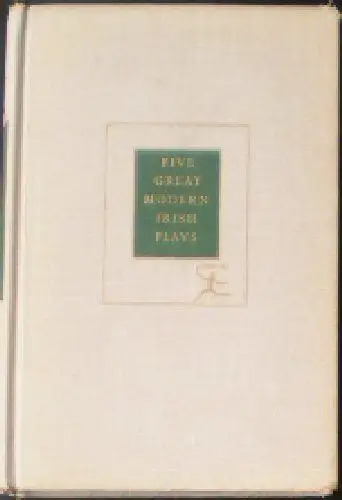 FIVE
GREAT
MODERN
IRISH
PLAYS